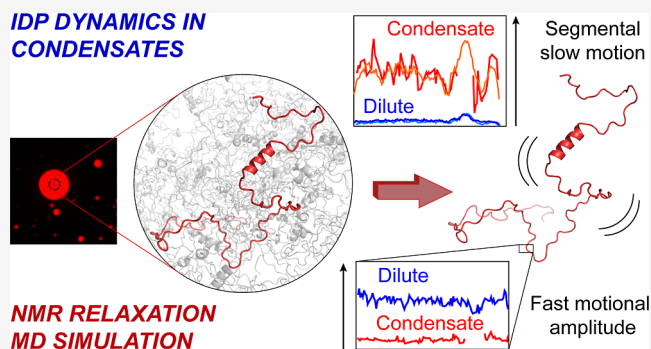 IDP DYNAMICS IN
CONDENSATES
NMR RELAXATION
MD SIMULATION
Condensate
Dilute
Segmental
slow motion
Dilute
Condensate
Fast motional
amplitude